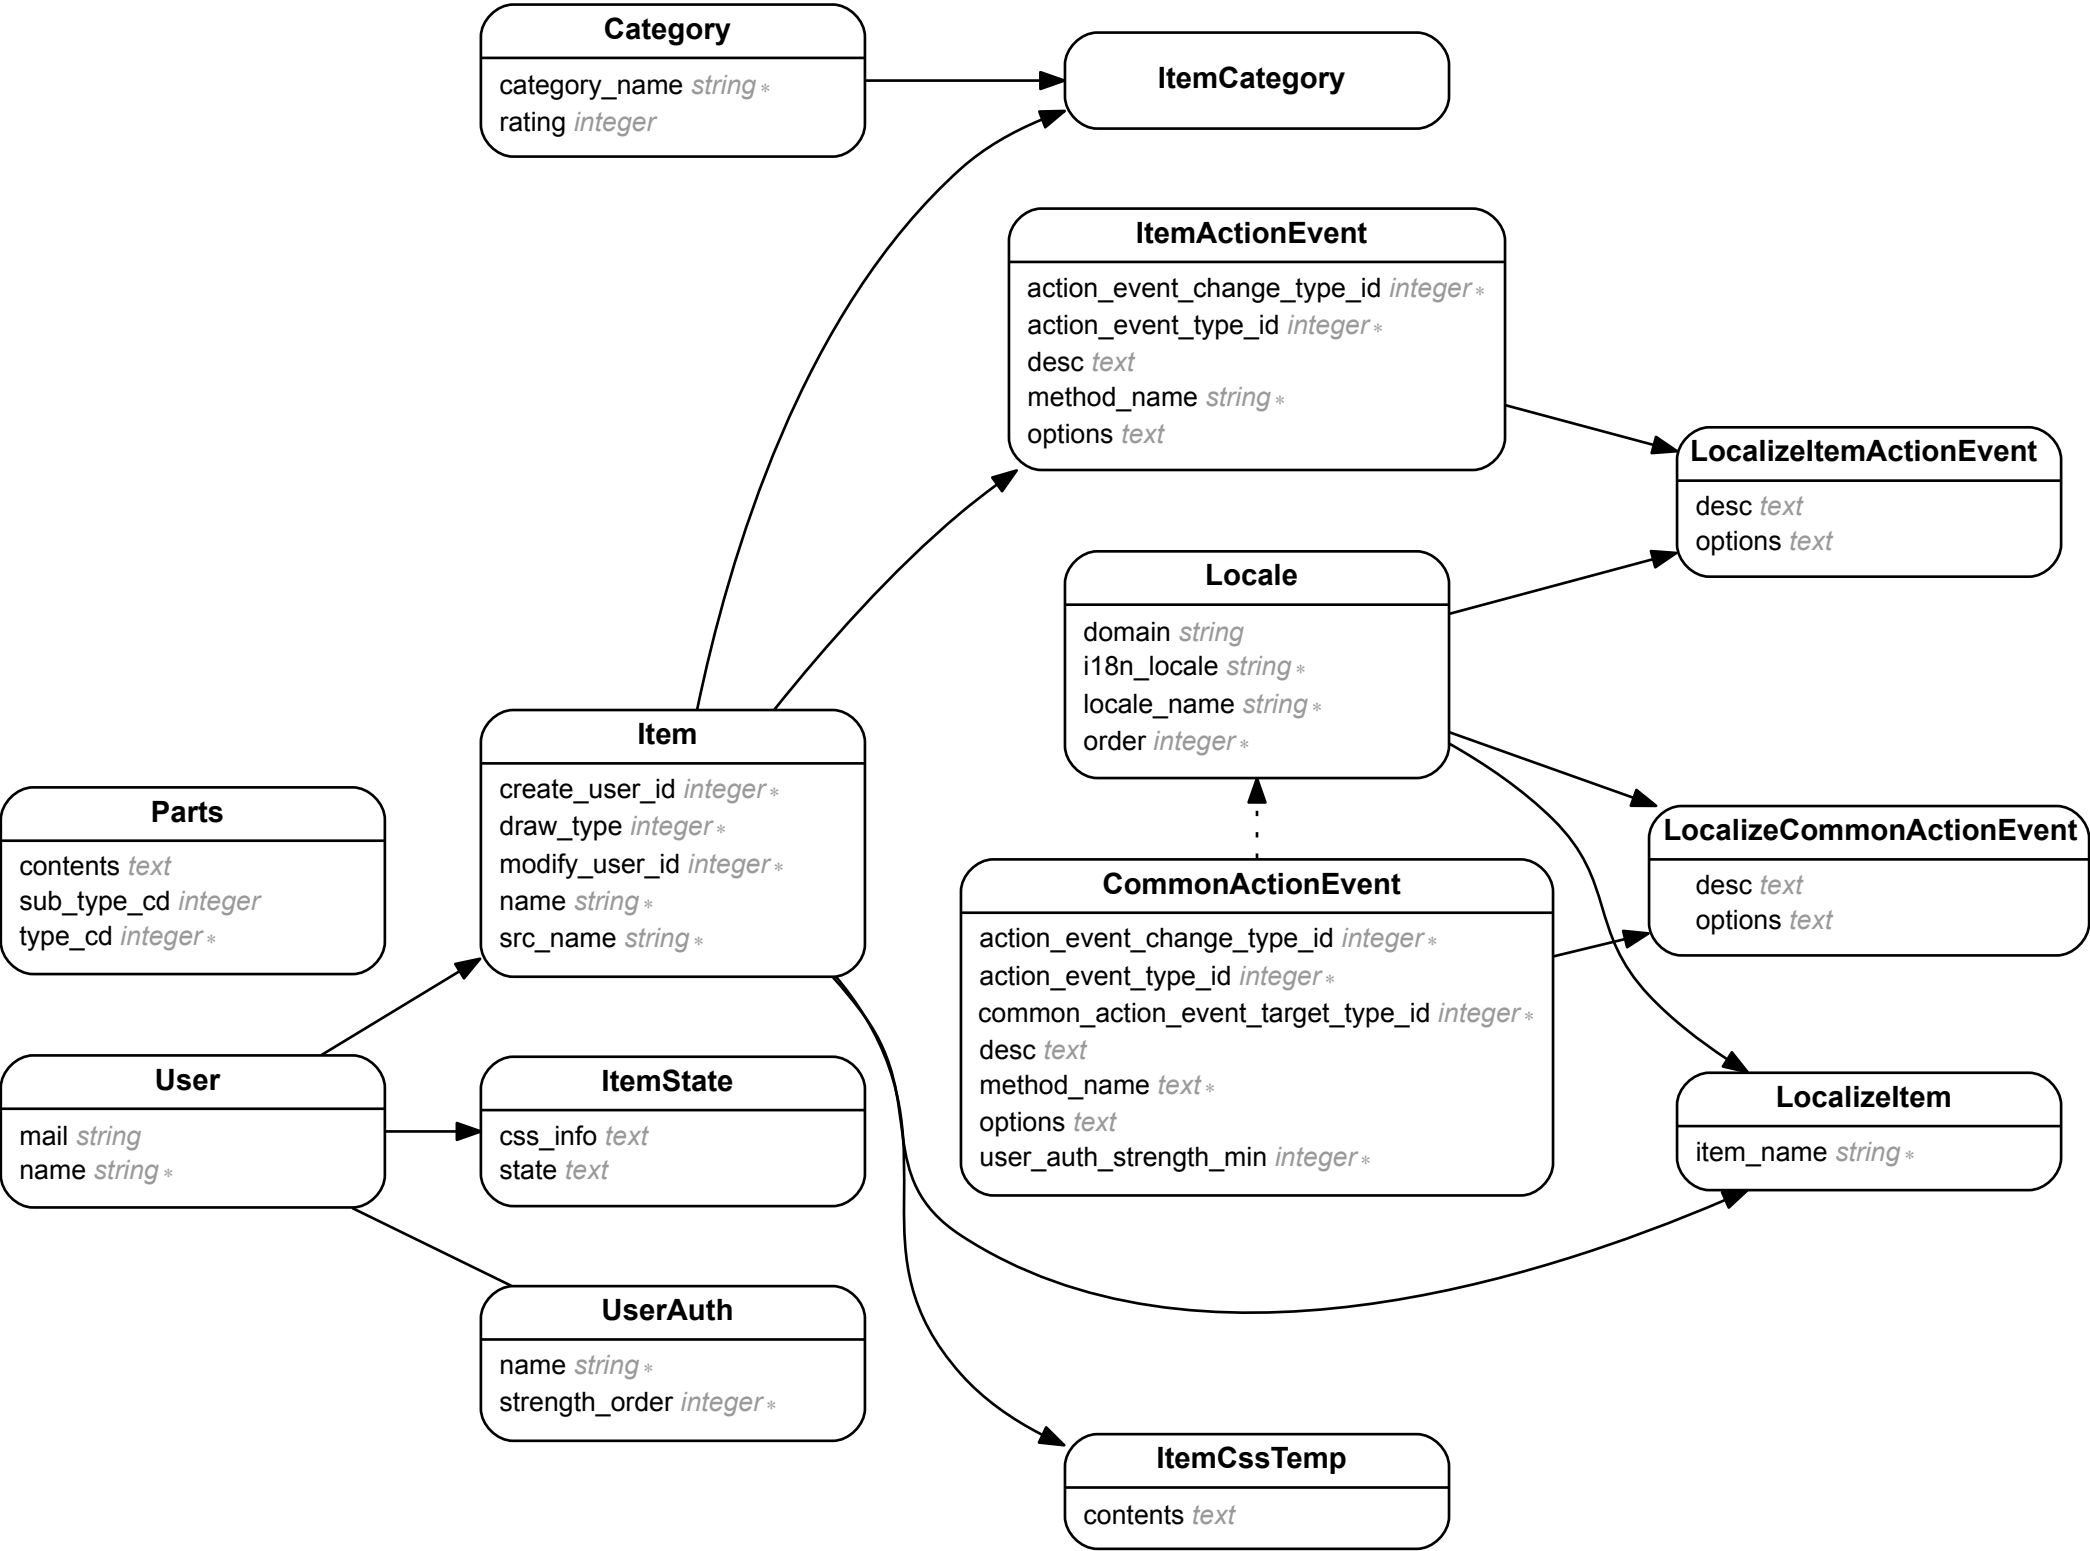 Category
category_name string∗
rating integer
ItemCategory
ItemActionEvent
action_event_change_type_id integer∗
action_event_type_id integer∗
desc text
method_name string∗
options text
LocalizeItemActionEvent
desc text
options text
Locale
domain string
i18n_locale string∗
locale_name string∗
order integer∗
Item
create_user_id integer∗
draw_type integer∗
modify_user_id integer∗
name string∗
src_name string∗
Parts
contents text
sub_type_cd integer
type_cd integer∗
LocalizeCommonActionEvent
desc text
options text
CommonActionEvent
action_event_change_type_id integer∗
action_event_type_id integer∗
common_action_event_target_type_id integer∗
desc text
method_name text∗
options text
user_auth_strength_min integer∗
User
mail string
name string∗
ItemState
css_info text
state text
LocalizeItem
item_name string∗
UserAuth
name string∗
strength_order integer∗
ItemCssTemp
contents text